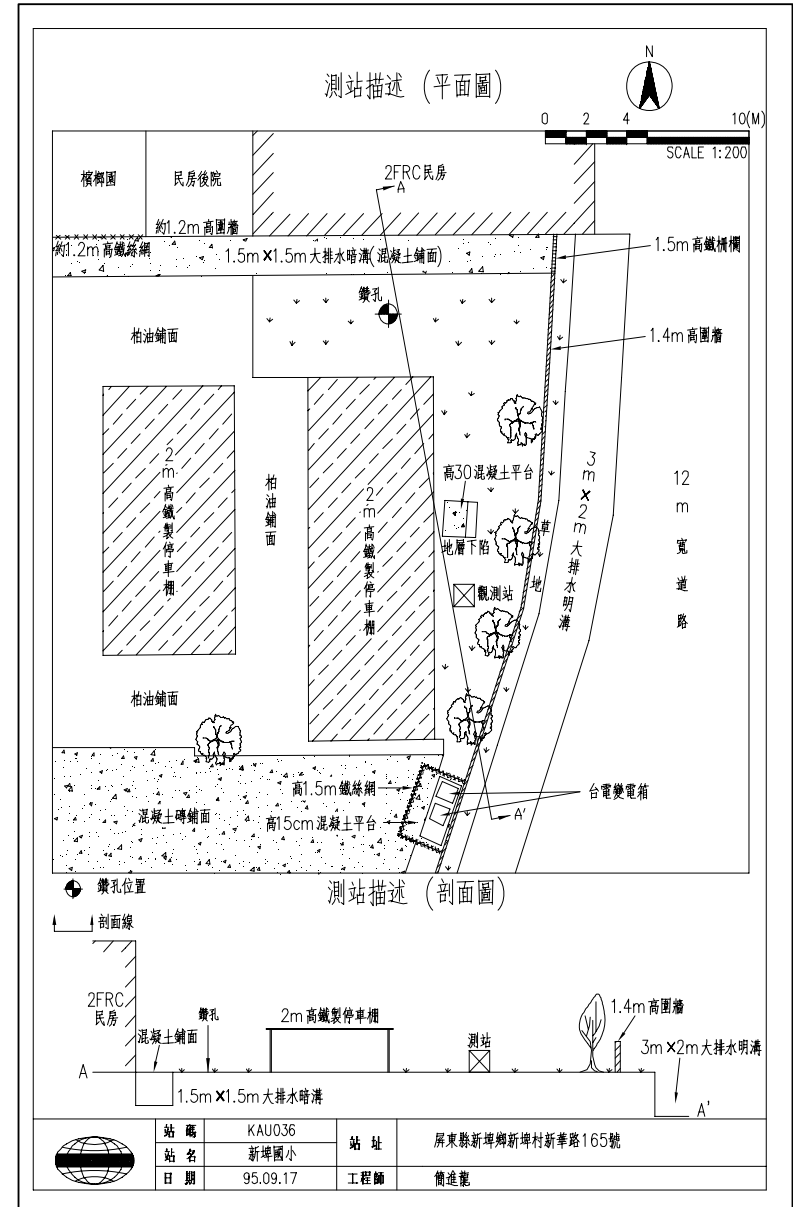 測站描述 (平面圖)
N
0 2 4 10(M)
SCALE 1:200
檳榔園
民房後院
2FRC民房
A
約1.2m高圍牆
約1.2m高鐵絲網
1.5m×1.5m大排水暗溝(混凝土鋪面)
1.5m高鐵柵欄
鑽孔
柏油鋪面
1.4m高圍牆
2m高鐵製停車棚
柏油鋪面
2m高鐵製停車棚
高30混凝土平台
地層下陷
觀測站
草地
3m×2m大排水明溝
12m寬道路
柏油鋪面
高1.5m鐵絲網
台電變電箱
混凝土磚鋪面
高15cm混凝土平台
A'
鑽孔位置
測站描述 (剖面圖)
剖面線
2FRC
民房
混凝土鋪面
鑽孔
2m高鐵製停車棚
測站
1.4m高圍牆
3m×2m大排水明溝
A
1.5m×1.5m大排水暗溝
A'
站碼 KAU036
站名 新埤國小
日期 95.09.17
站址 屏東縣新埤鄉新埤村新華路165號
工程師 簡進龍